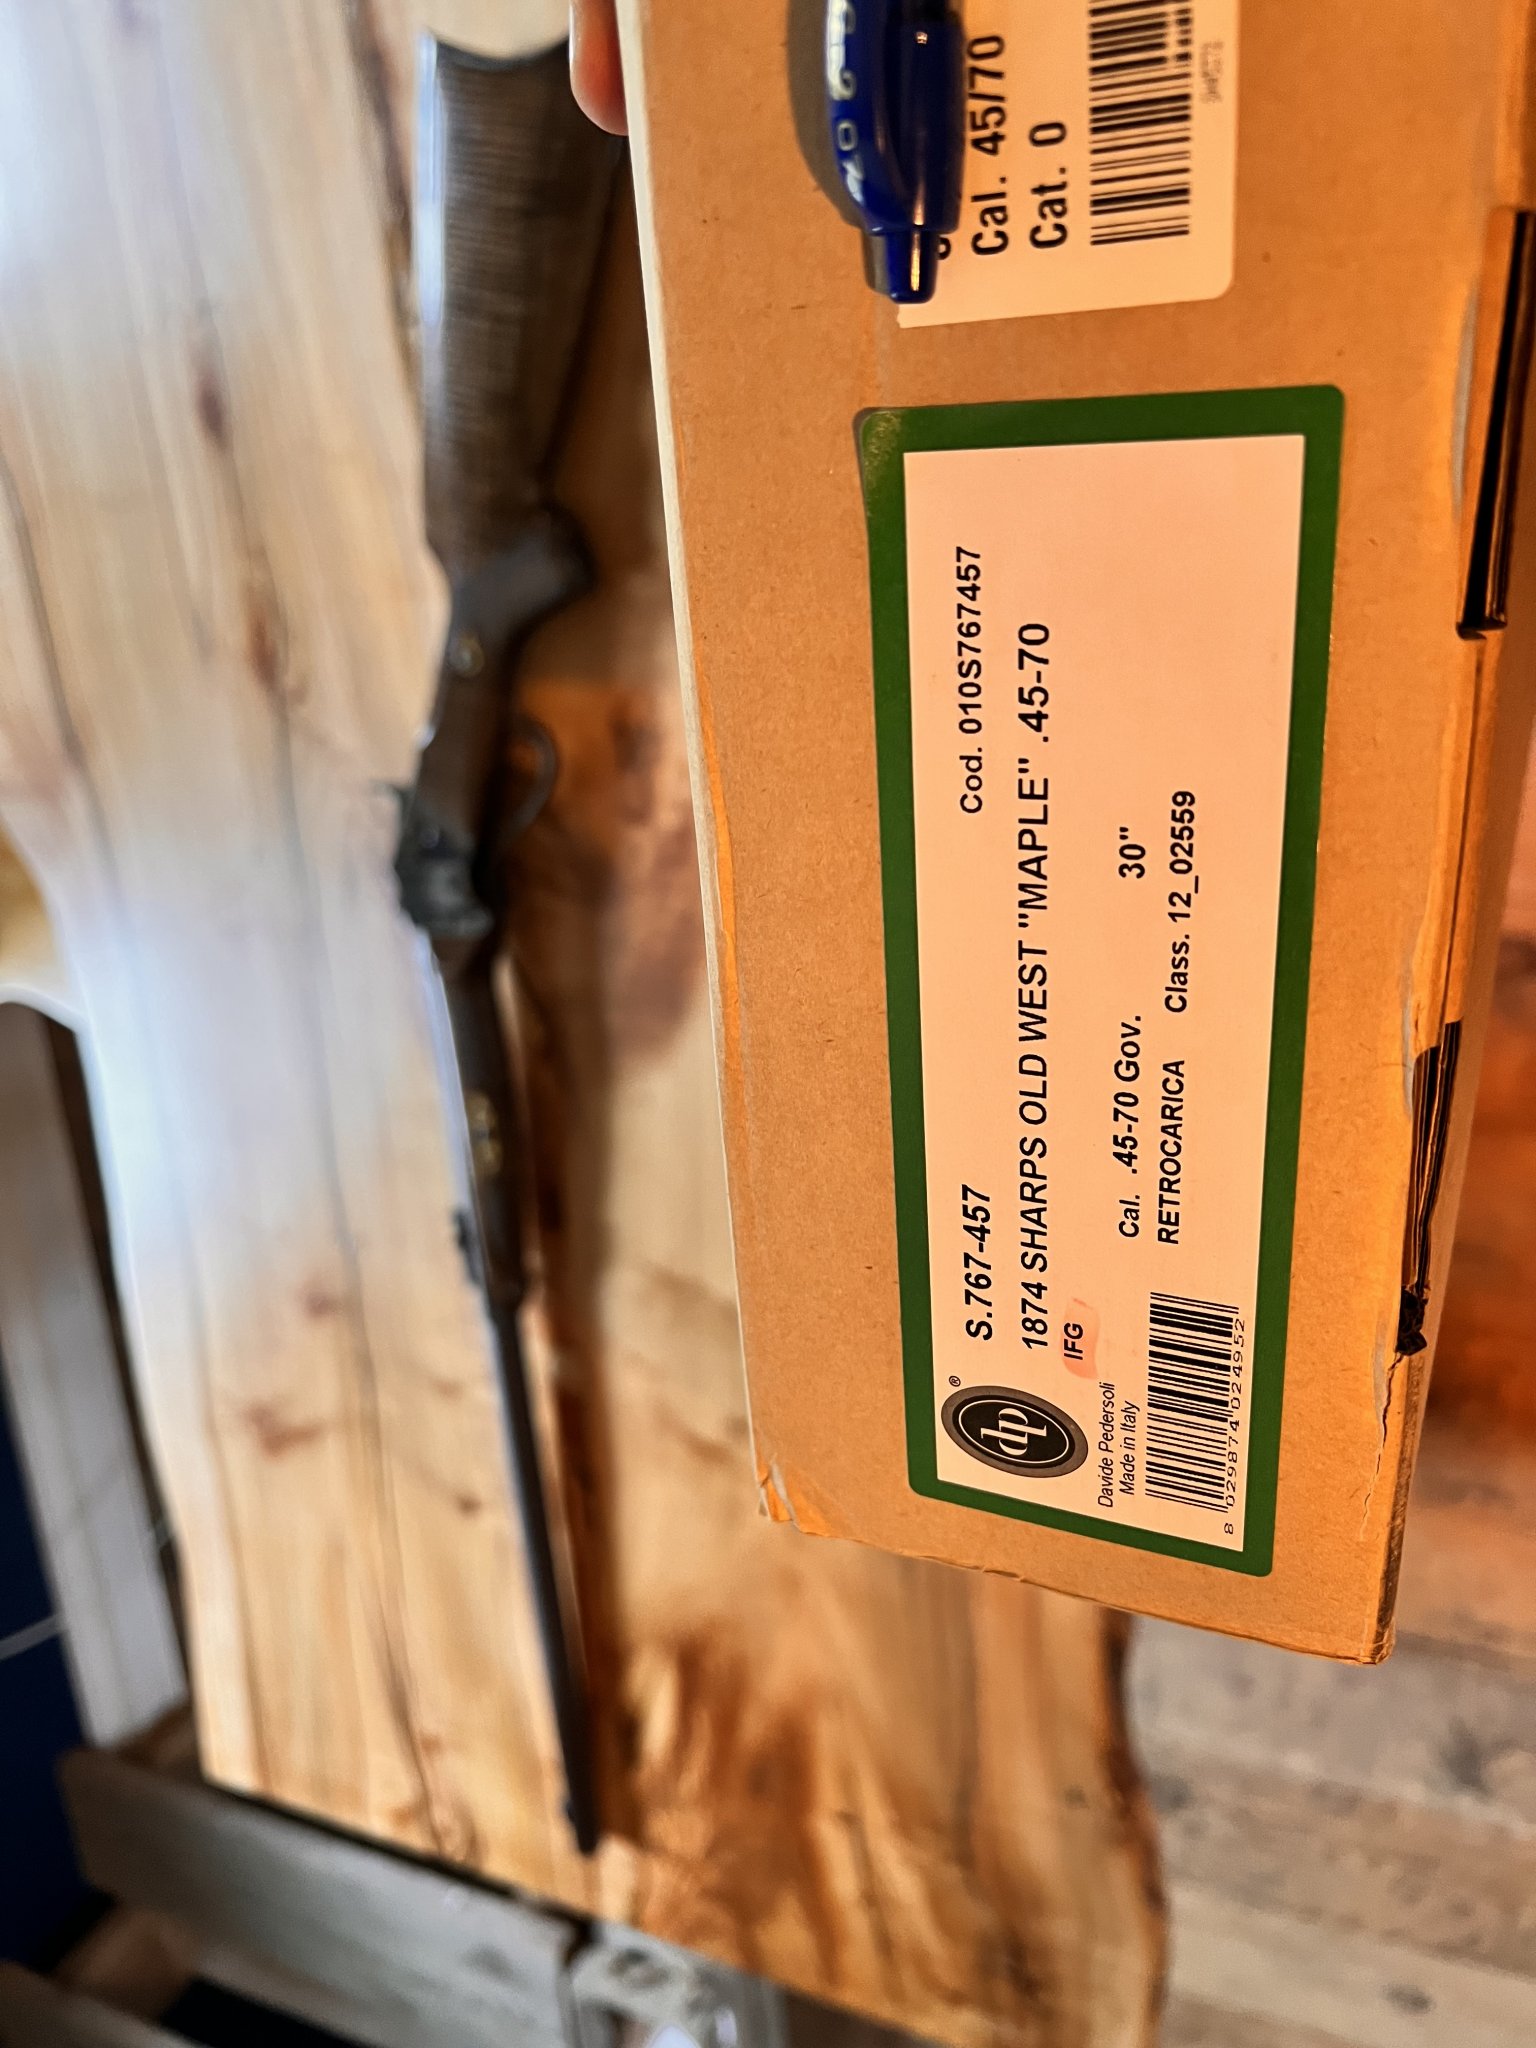 S.767-457 Cod. 010S767457
1874 SHARPS OLD WEST "MAPLE" .45-70
IFG
Cal. .45-70 Gov. 30"
RETROCARICA Class. 12_02559
dp ®
Davide Pedersoli
Made in Italy
8 029874 024952
Cal. 45/70
Cat. 0